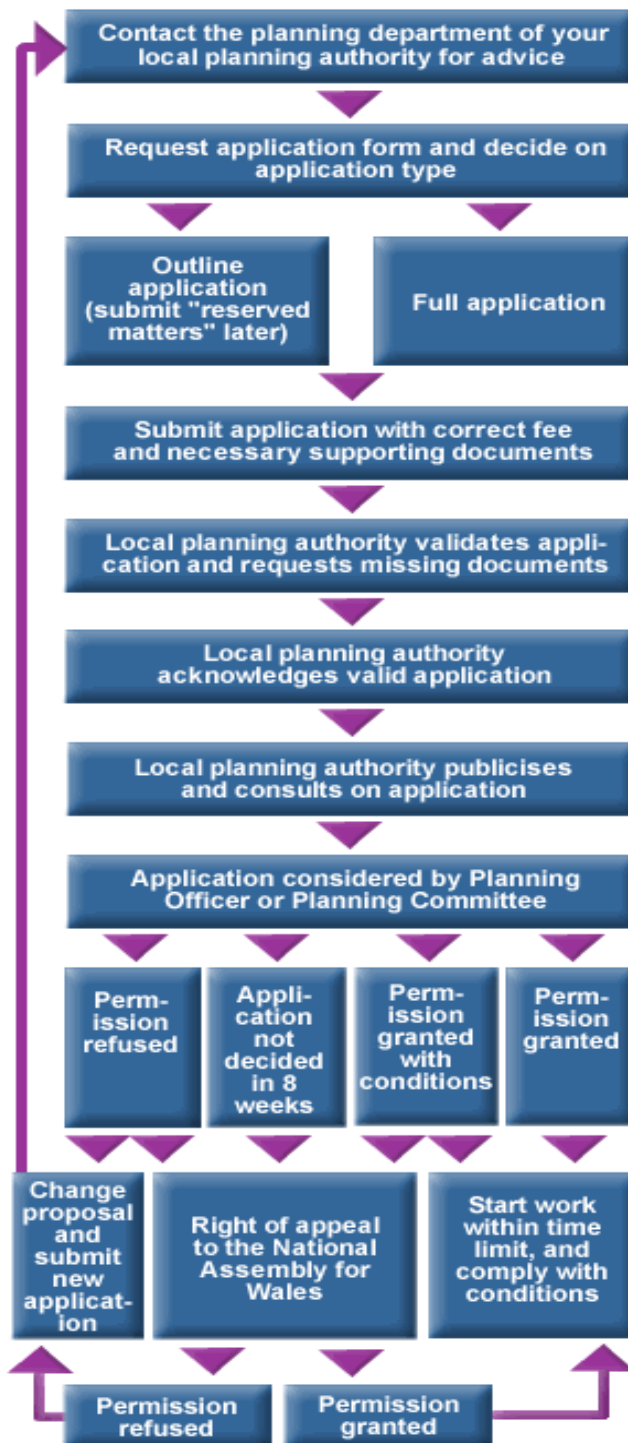 Contact the planning department of your
local planning authority for advice
Request application form and decide on
application type
Outline
application
(submit "reserved
matters" later)
Full application
Submit application with correct fee
and necessary supporting documents
Local planning authority validates appli-
cation and requests missing documents
Local planning authority
acknowledges valid application
Local planning authority publicises
and consults on application
Application considered by Planning
Officer or Planning Committee
Perm-
ission
refused
Appli-
cation
not
decided
in 8
weeks
Perm-
ission
granted
with
conditions
Perm-
ission
granted
Change
proposal
and
submit
new
applicat-
ion
Right of appeal
to the National
Assembly for
Wales
Start work
within time
limit, and
comply with
conditions
Permission
refused
Permission
granted